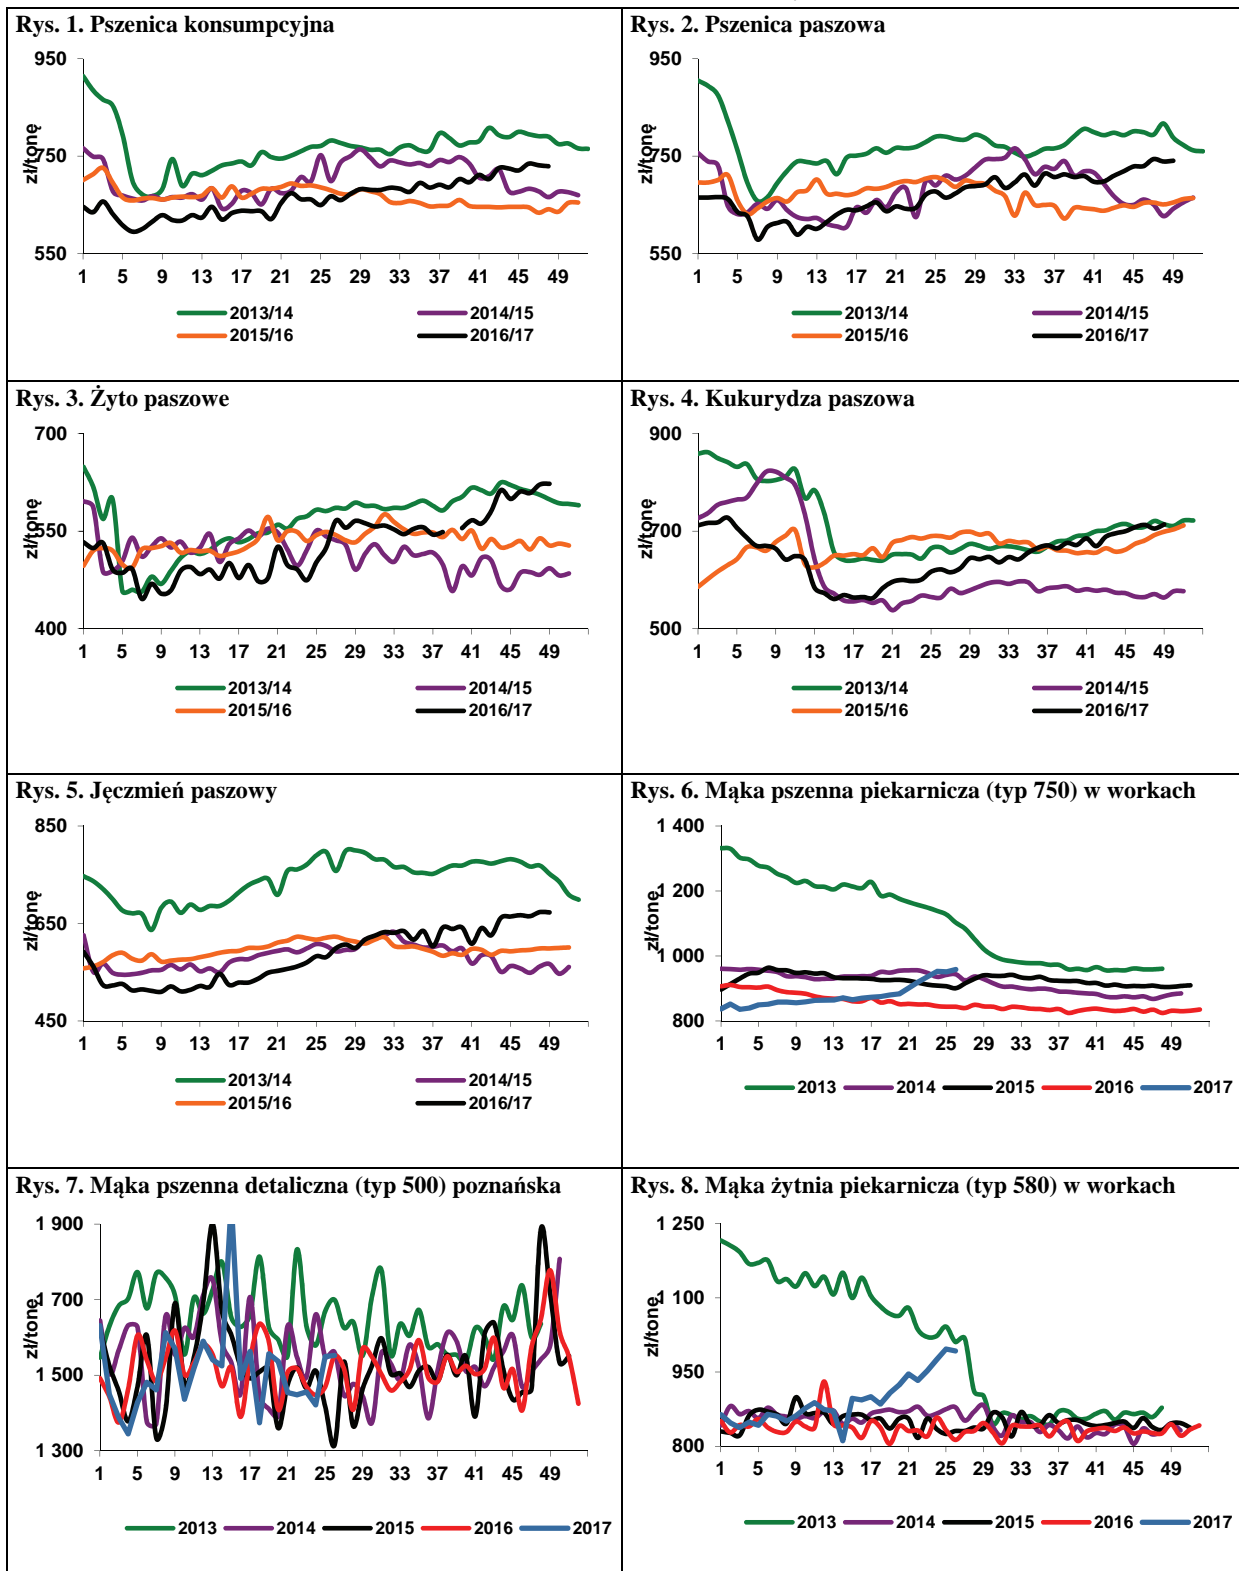 Rys. 1. Pszenica konsumpcyjna
950
750
550
zł/tonę
1 5 9 13 17 21 25 29 33 37 41 45 49
2013/14 2014/15
2015/16 2016/17
Rys. 2. Pszenica paszowa
950
750
550
zł/tonę
1 5 9 13 17 21 25 29 33 37 41 45 49
2013/14 2014/15
2015/16 2016/17
Rys. 3. Żyto paszowe
700
550
400
zł/tonę
1 5 9 13 17 21 25 29 33 37 41 45 49
2013/14 2014/15
2015/16 2016/17
Rys. 4. Kukurydza paszowa
900
700
500
zł/tonę
1 5 9 13 17 21 25 29 33 37 41 45 49
2013/14 2014/15
2015/16 2016/17
Rys. 5. Jęczmień paszowy
850
650
450
zł/tonę
1 5 9 13 17 21 25 29 33 37 41 45 49
2013/14 2014/15
2015/16 2016/17
Rys. 6. Mąka pszenna piekarnicza (typ 750) w workach
1 400
1 200
1 000
800
zł/tonę
1 5 9 13 17 21 25 29 33 37 41 45 49
2013 2014 2015 2016 2017
Rys. 7. Mąka pszenna detaliczna (typ 500) poznańska
1 900
1 700
1 500
1 300
zł/tonę
1 5 9 13 17 21 25 29 33 37 41 45 49
2013 2014 2015 2016 2017
Rys. 8. Mąka żytnia piekarnicza (typ 580) w workach
1 250
1 100
950
800
zł/tonę
1 5 9 13 17 21 25 29 33 37 41 45 49
2013 2014 2015 2016 2017